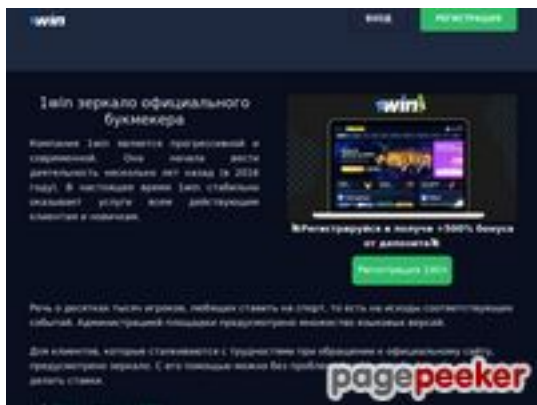 1win
ВХОД
РЕГИСТРАЦИЯ
1win зеркало официального
букмекера
Компания 1win является прогрессивной и
современной. Она начала вести
деятельность несколько лет назад (в 2016
году). В настоящее время 1win стабильно
оказывает услуги всем действующим
клиентам и новичкам.
1win
Регистрируйся и получи +500% бонуса
от депозита
Регистрация 1Win
Речь о десятках тысяч игроков, любящих ставить на спорт, то есть на исходы соответствующих
событий. Администрацией площадки предусмотрено множество языковых версий.
Для клиентов, которые сталкиваются с трудностями при обращении к официальному сайту,
предусмотрено зеркало. С его помощью можно без проблем
делать ставки.
pagepeeker